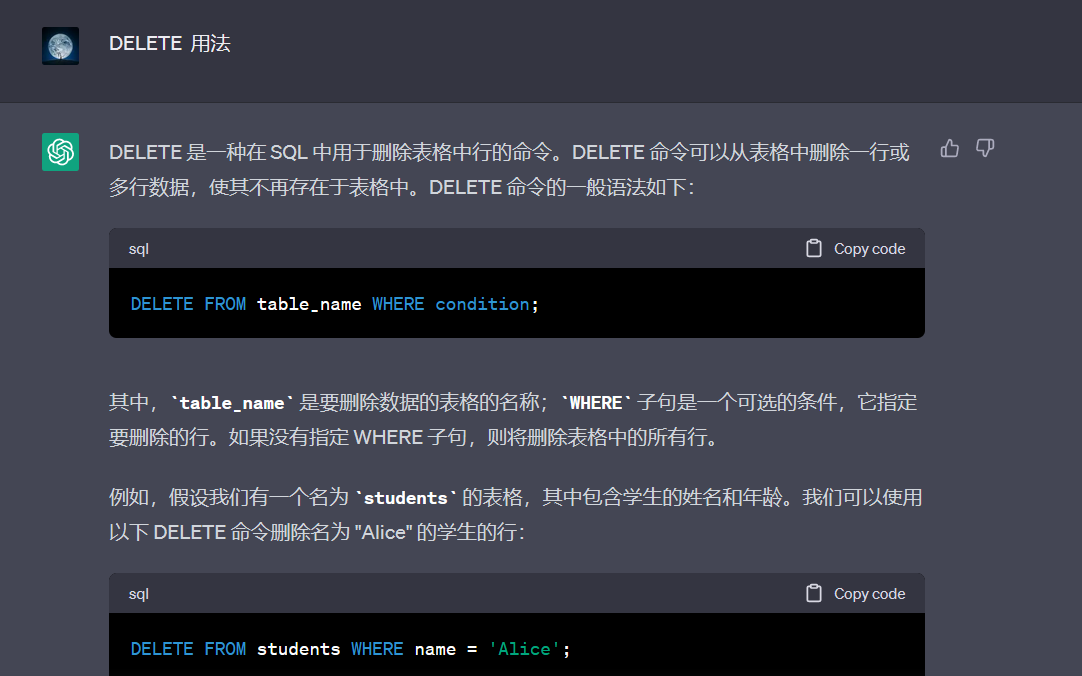 DELETE 用法
DELETE 是一种在 SQL 中用于删除表格中行的命令。DELETE 命令可以从表格中删除一行或
多行数据，使其不再存在于表格中。DELETE 命令的一般语法如下：
sql
Copy code
DELETE FROM table_name WHERE condition;
其中，`table_name` 是要删除数据的表格的名称；`WHERE` 子句是一个可选的条件，它指定
要删除的行。如果没有指定 WHERE 子句，则将删除表格中的所有行。
例如，假设我们有一个名为 `students` 的表格，其中包含学生的姓名和年龄。我们可以使用
以下 DELETE 命令删除名为 "Alice" 的学生的行：
sql
Copy code
DELETE FROM students WHERE name = 'Alice';